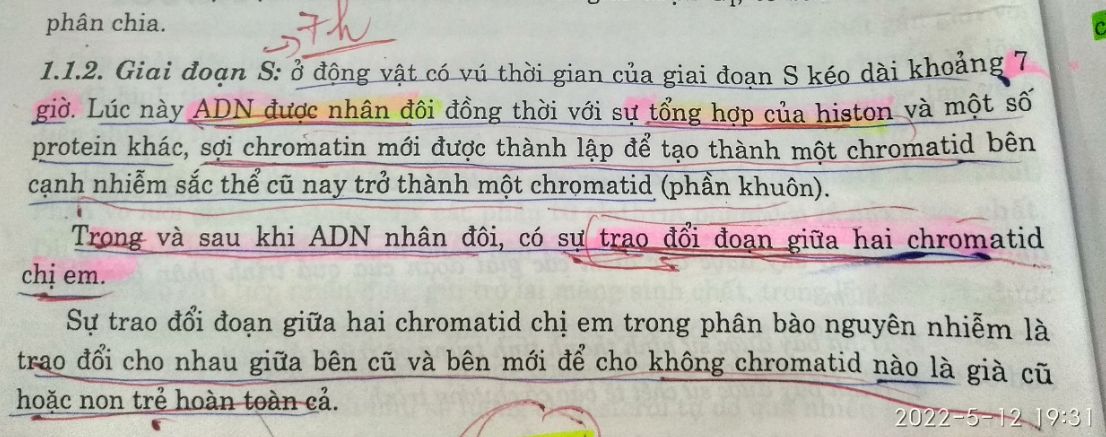 phân chia.
→ 7h
1.1.2. Giai đoạn S: ở động vật có vú thời gian của giai đoạn S kéo dài khoảng 7
giờ. Lúc này ADN được nhân đôi đồng thời với sự tổng hợp của histon và một số
protein khác, sợi chromatin mới được thành lập để tạo thành một chromatid bên
cạnh nhiễm sắc thể cũ nay trở thành một chromatid (phần khuôn).
Trong và sau khi ADN nhân đôi, có sự trao đổi đoạn giữa hai chromatid
chị em.
Sự trao đổi đoạn giữa hai chromatid chị em trong phân bào nguyên nhiễm là
trao đổi cho nhau giữa bên cũ và bên mới để cho không chromatid nào là già cũ
hoặc non trẻ hoàn toàn cả.
2022-5-12 19:31